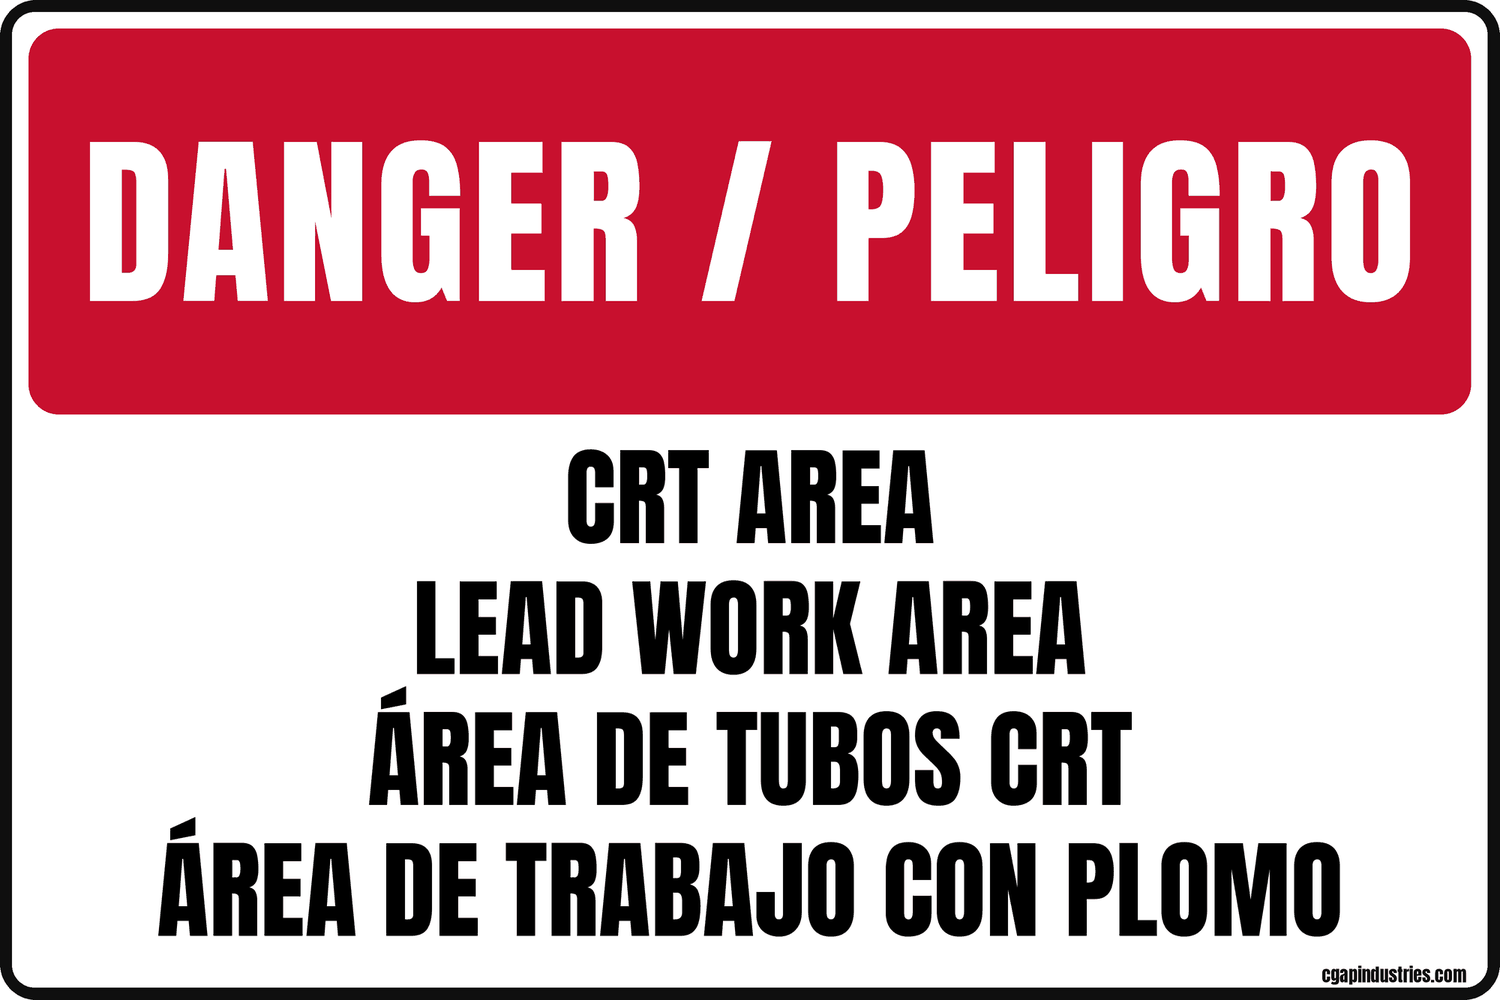 DANGER / PELIGRO
CRT AREA
LEAD WORK AREA
ÁREA DE TUBOS CRT
ÁREA DE TRABAJO CON PLOMO
cgapindustries.com